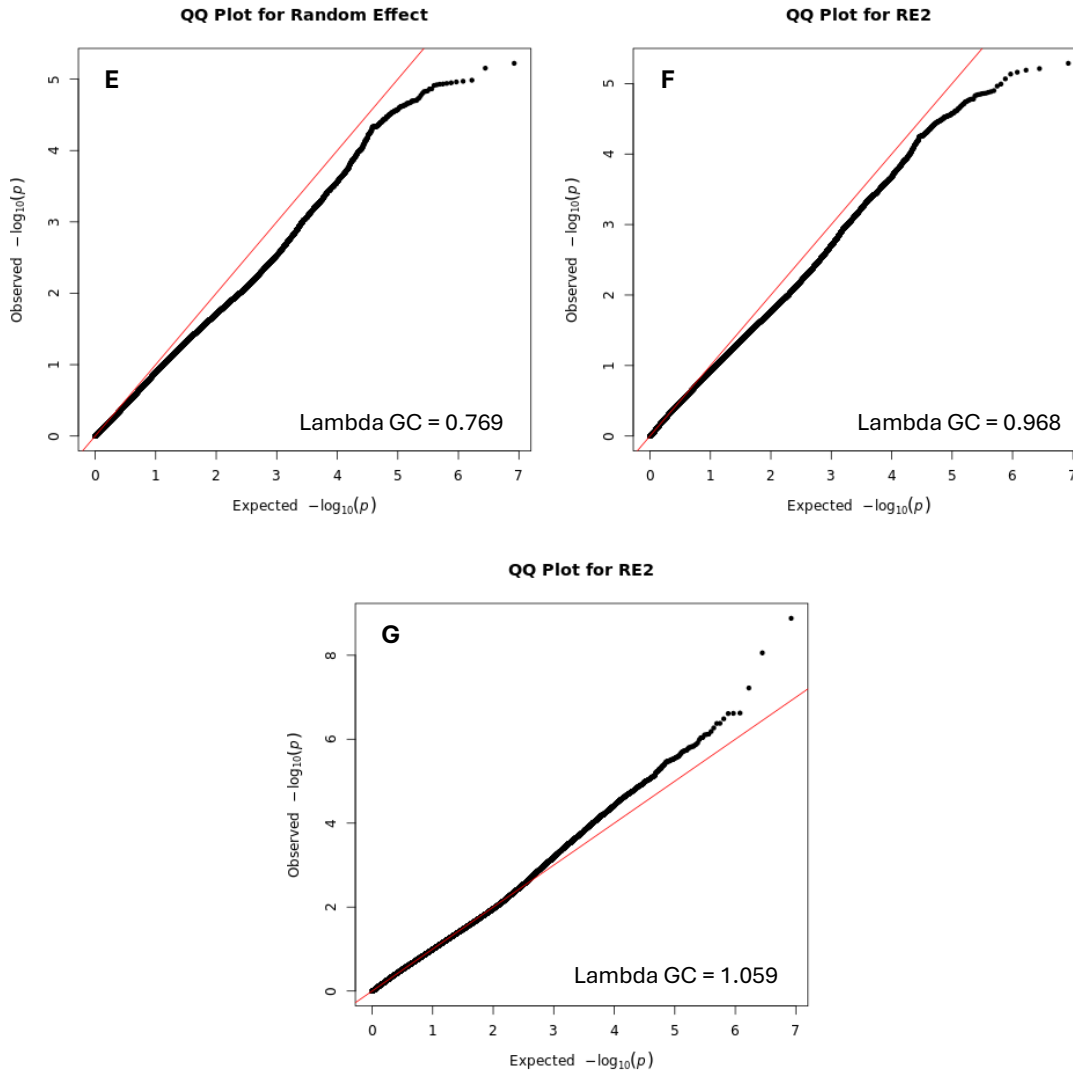 QQ Plot for Random Effect
E
Observed −log10(p)
5
4
3
2
1
0
Lambda GC = 0.769
0 1 2 3 4 5 6 7
Expected −log10(p)
QQ Plot for RE2
F
Observed −log10(p)
5
4
3
2
1
0
Lambda GC = 0.968
0 1 2 3 4 5 6 7
Expected −log10(p)
QQ Plot for RE2
G
Observed −log10(p)
8
6
4
2
0
Lambda GC = 1.059
0 1 2 3 4 5 6 7
Expected −log10(p)